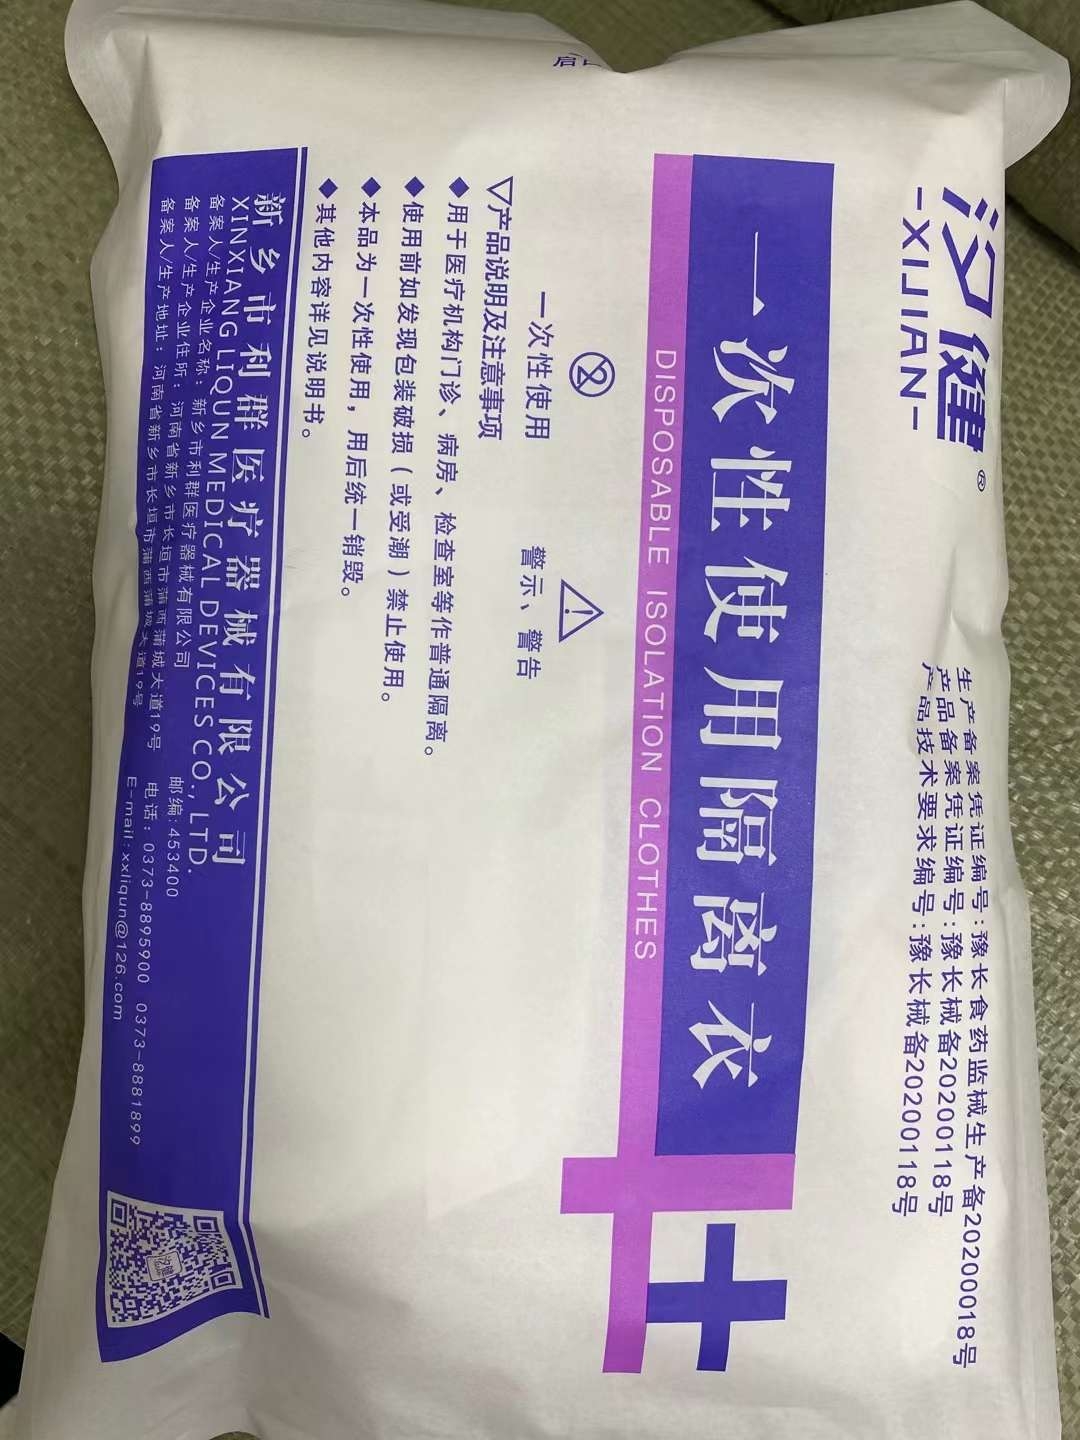 汐健®
-XIJIAN-
生产备案凭证编号:豫长食药监械生产备20200018号
产品备案凭证编号:豫长械备20200118号
产品技术要求编号:豫长械备20200118号
一次性使用隔离衣
DISPOSABLE ISOLATION CLOTHES
一次性使用
警示、警告
▽产品说明及注意事项
◆用于医疗机构门诊、病房、检查室等作普通隔离。
◆使用前如发现包装破损(或受潮)禁止使用。
◆本品为一次性使用，用后统一销毁。
◆其他内容详见说明书。
新乡市利群医疗器械有限公司
XINXIANG LIQUN MEDICAL DEVICES CO., LTD.
备案人/生产企业名称：新乡市利群医疗器械有限公司 邮编: 453400
备案人/生产企业住所：河南省新乡市长垣市蒲西蒲城大道19号 电话: 0373-8895900 0373-8881899
备案人/生产地址：河南省新乡市长垣市蒲西蒲城大道19号 E-mail: xxliqun@126.com